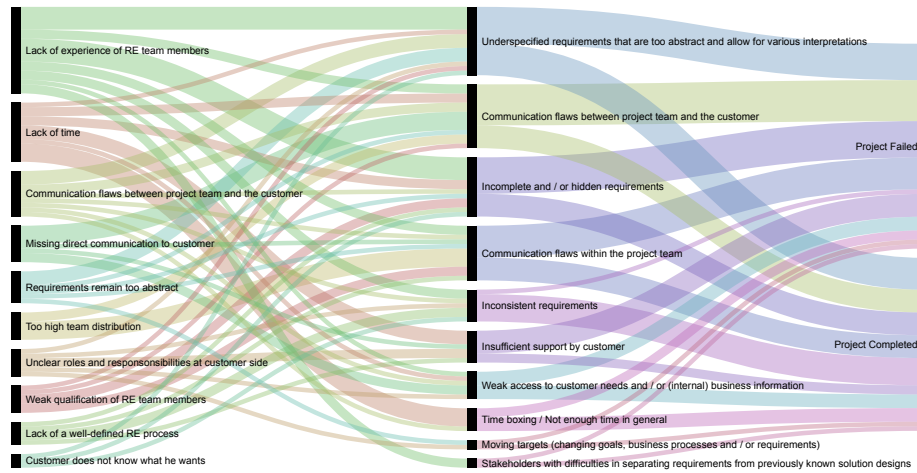 Lack of experience of RE team members
Lack of time
Communication flaws between project team and the customer
Missing direct communication to customer
Requirements remain too abstract
Too high team distribution
Unclear roles and responsonsibilities at customer side
Weak qualification of RE team members
Lack of a well-defined RE process
Customer does not know what he wants
Underspecified requirements that are too abstract and allow for various interpretations
Communication flaws between project team and the customer
Incomplete and / or hidden requirements
Communication flaws within the project team
Inconsistent requirements
Insufficient support by customer
Weak access to customer needs and / or (internal) business information
Time boxing / Not enough time in general
Moving targets (changing goals, business processes and / or requirements)
Stakeholders with difficulties in separating requirements from previously known solution designs
Project Failed
Project Completed